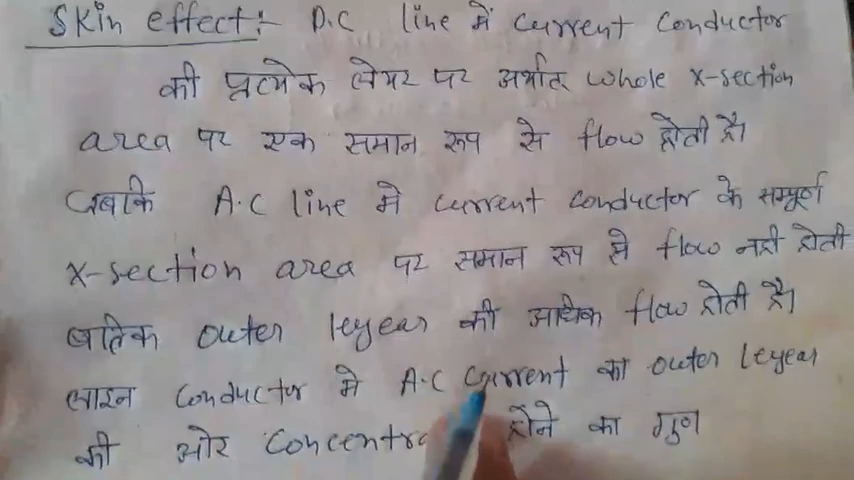 Skin effect:- D.C line में current conductor
की प्रत्येक लेयर पर अर्थात whole x-section
area पर एक समान रूप से flow होती है।
जबकि A.C line मे current conductor के सम्पूर्ण
x-section area पर समान रूप से flow नही होती
बल्कि outer leyear की अधिक flow होती है।
लाइन conductor मे A.C current का outer leyear
की ओर concentra होने का गुण